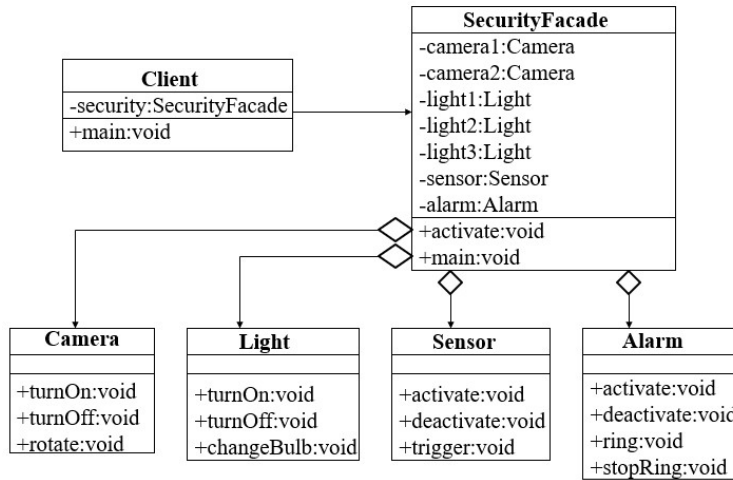 SecurityFacade
-camera1:Camera
-camera2:Camera
-light1:Light
-light2:Light
-light3:Light
-sensor:Sensor
-alarm:Alarm
+activate:void
+main:void
Client
-security:SecurityFacade
+main:void
Camera
+turnOn:void
+turnOff:void
+rotate:void
Light
+turnOn:void
+turnOff:void
+changeBulb:void
Sensor
+activate:void
+deactivate:void
+trigger:void
Alarm
+activate:void
+deactivate:void
+ring:void
+stopRing:void